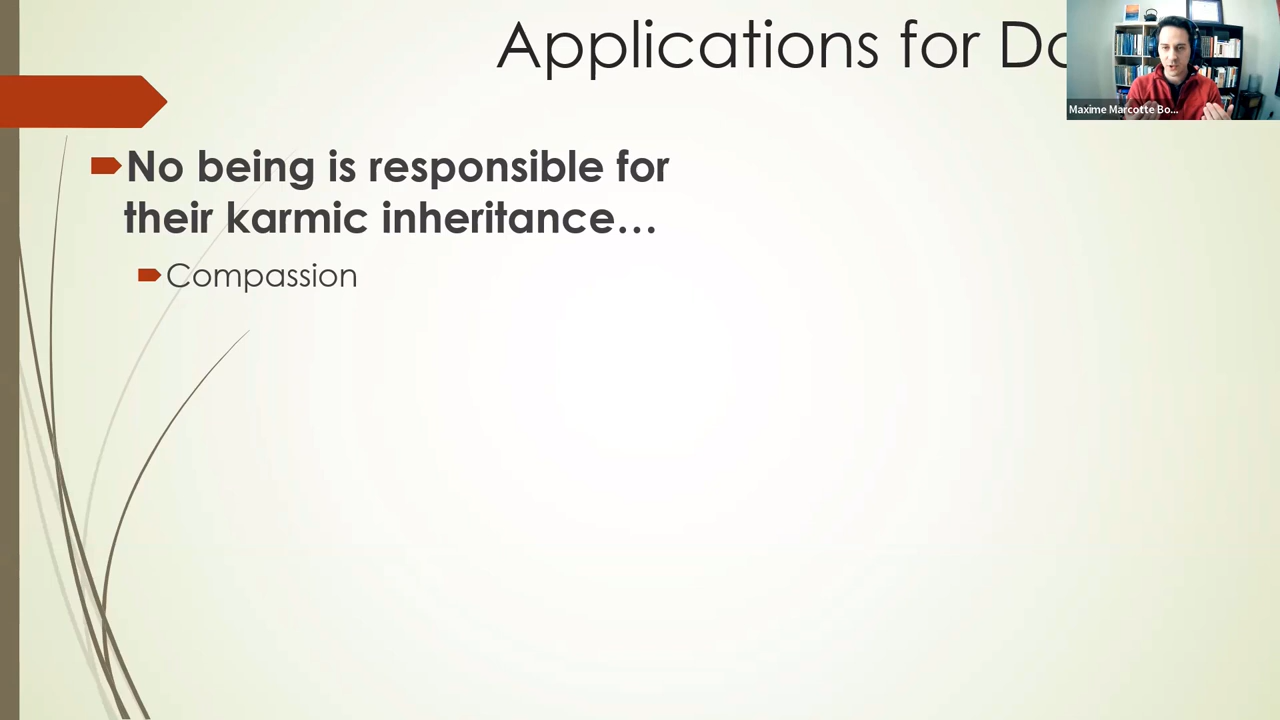 Applications for Da
Maxime Marcotte Bo...
No being is responsible for
their karmic inheritance…
Compassion